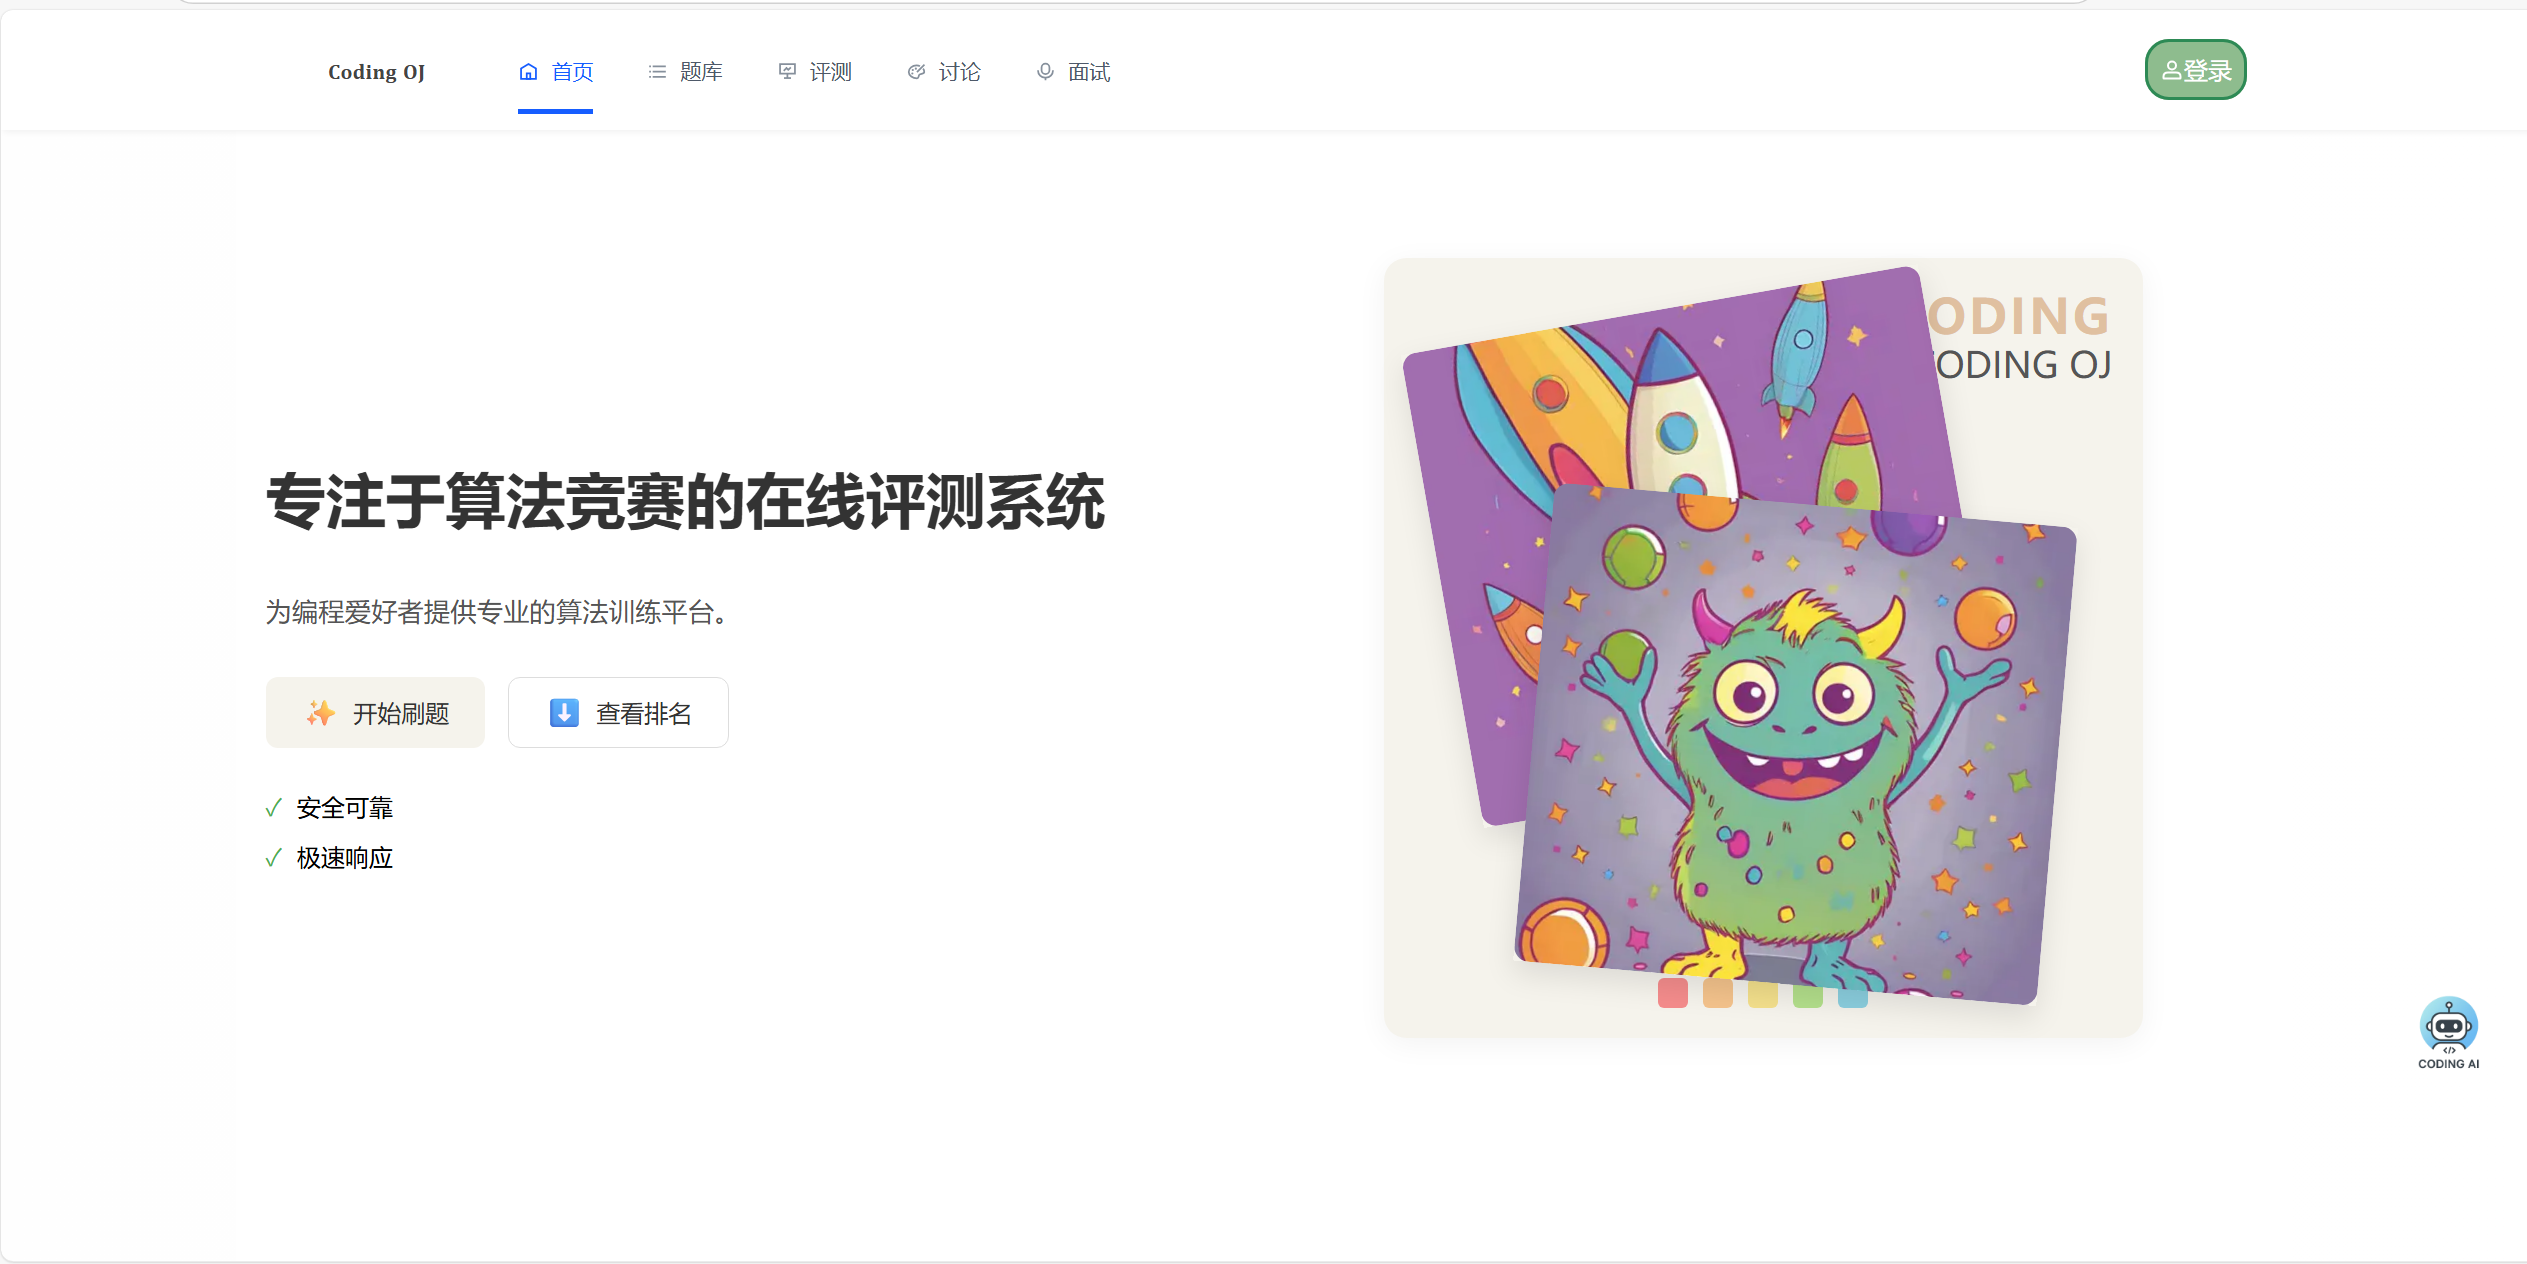 Coding OJ
首页
题库
评测
讨论
面试
登录
ODING
ODING OJ
专注于算法竞赛的在线评测系统
为编程爱好者提供专业的算法训练平台。
✨ 开始刷题
⬇️ 查看排名
✓ 安全可靠
✓ 极速响应
</>
CODING AI